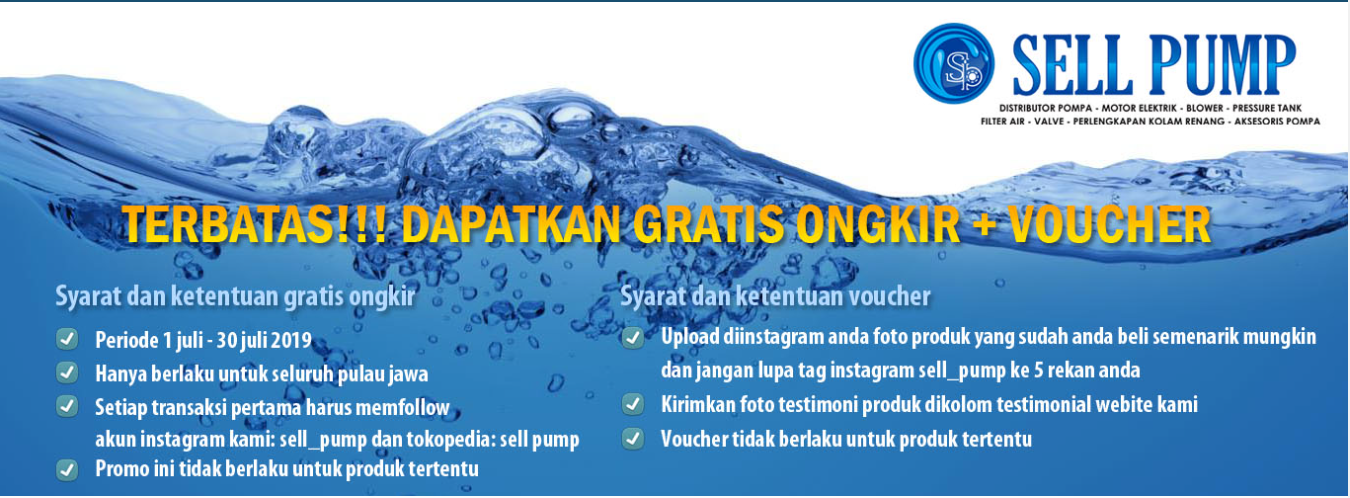 SELL PUMP
DISTRIBUTOR POMPA - MOTOR ELEKTRIK - BLOWER - PRESSURE TANK
FILTER AIR - VALVE - PERLENGKAPAN KOLAM RENANG - AKSESORIS POMPA
TERBATAS!!! DAPATKAN GRATIS ONGKIR + VOUCHER
Syarat dan ketentuan gratis ongkir
Periode 1 juli - 30 juli 2019
Hanya berlaku untuk seluruh pulau jawa
Setiap transaksi pertama harus memfollow
akun instagram kami: sell_pump dan tokopedia: sell pump
Promo ini tidak berlaku untuk produk tertentu
Syarat dan ketentuan voucher
Upload diinstagram anda foto produk yang sudah anda beli semenarik mungkin
dan jangan lupa tag instagram sell_pump ke 5 rekan anda
Kirimkan foto testimoni produk dikolom testimonial webite kami
Voucher tidak berlaku untuk produk tertentu